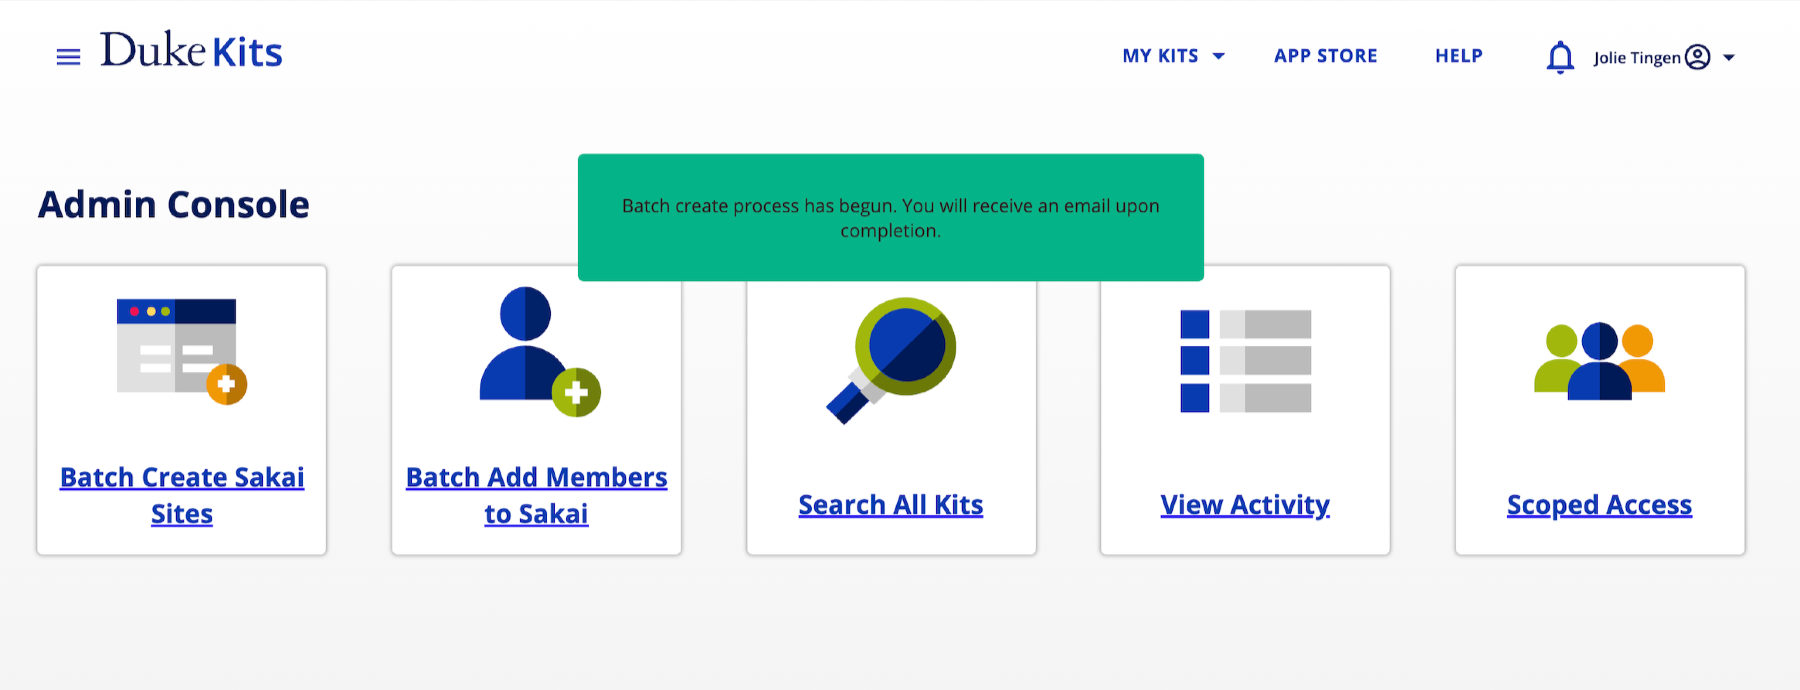 Duke Kits
MY KITS
APP STORE
HELP
Jolie Tingen
Admin Console
Batch create process has begun. You will receive an email upon
completion.
Batch Create Sakai
Sites
Batch Add Members
to Sakai
Search All Kits
View Activity
Scoped Access